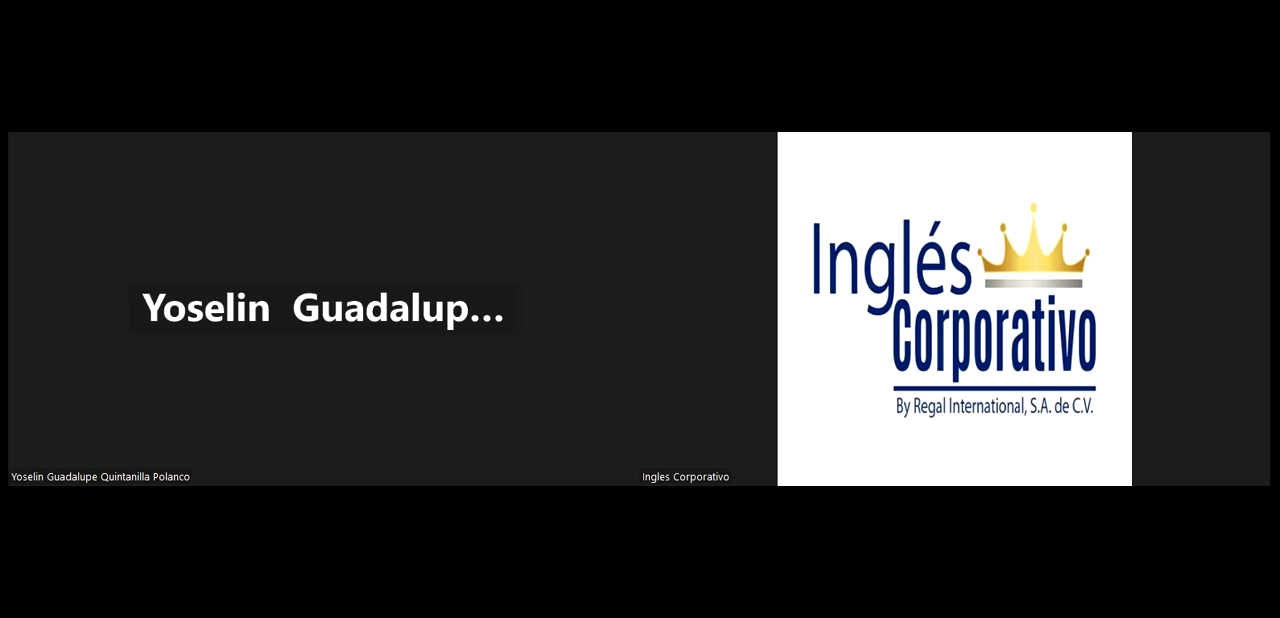 Yoselin Guadalup...
Yoselin Guadalupe Quintanilla Polanco
Inglés
Corporativo
By Regal International, S.A. de C.V.
Ingles Corporativo